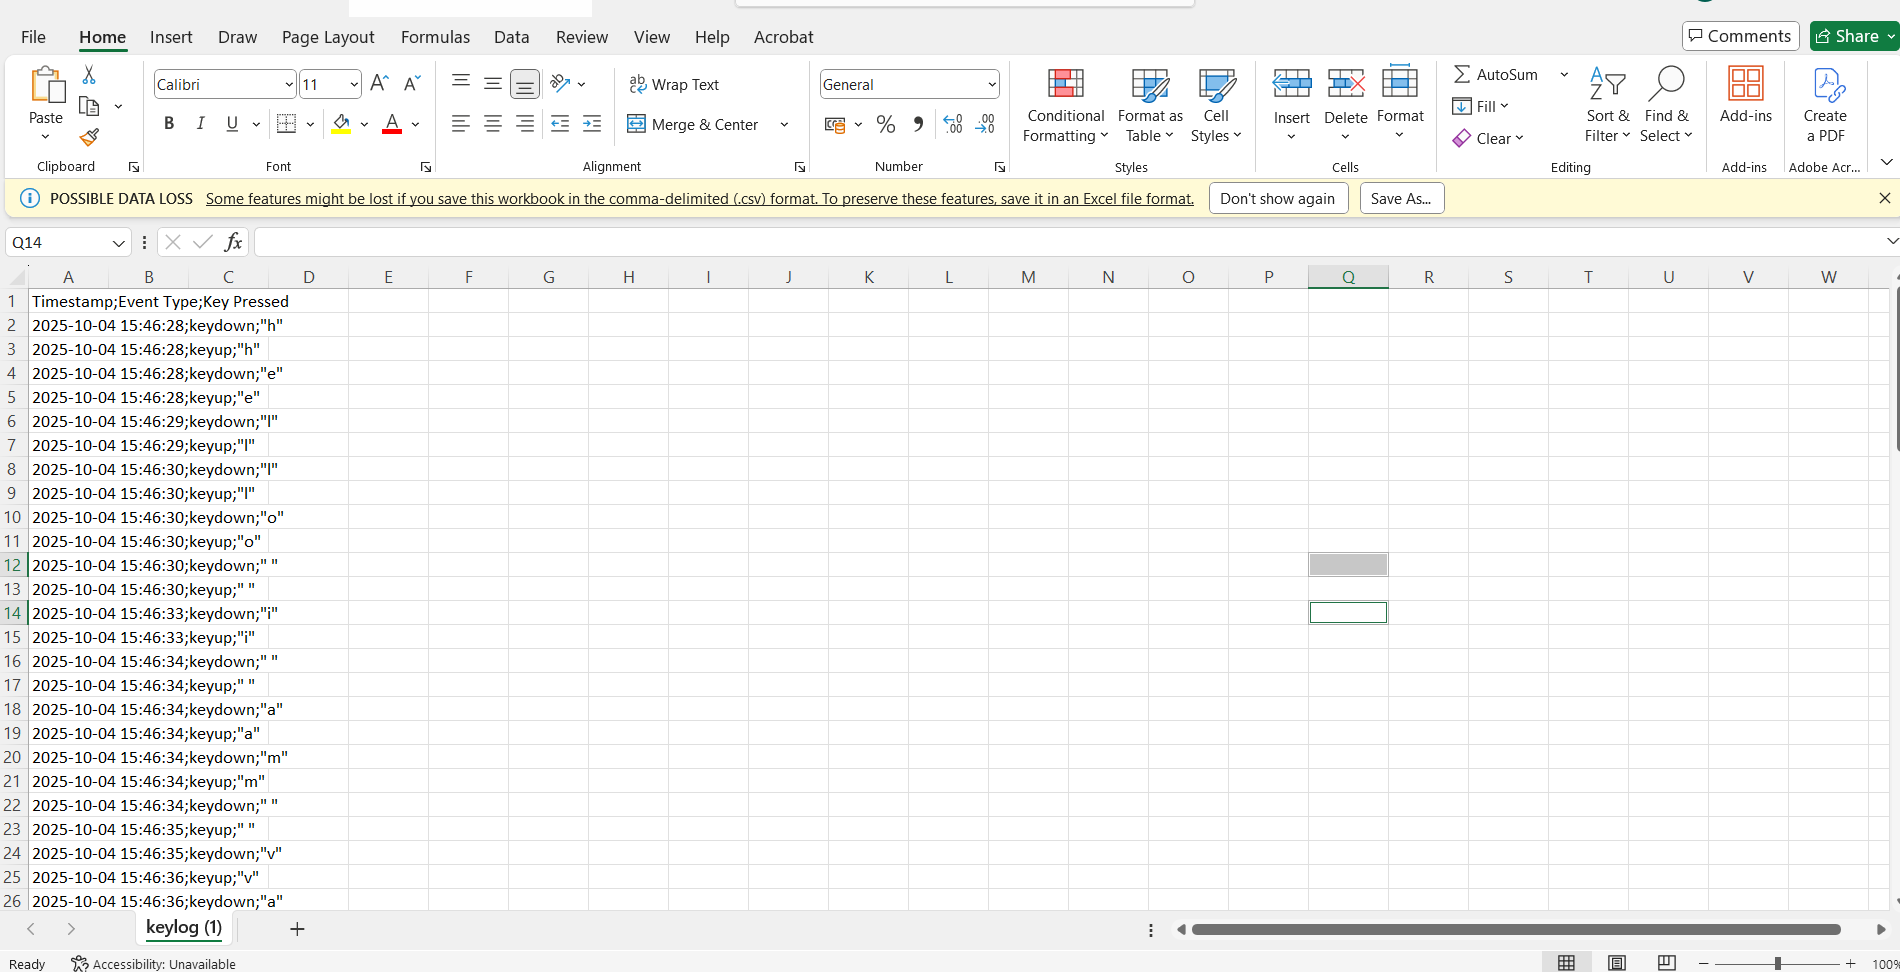 File Home Insert Draw Page Layout Formulas Data Review View Help Acrobat Comments Share
Calibri 11 Wrap Text General AutoSum
Paste B I U Merge & Center % Conditional Formatting Format as Table Cell Styles Insert Delete Format Fill Clear Sort & Filter Find & Select Add-ins Create a PDF
Clipboard Font Alignment Number Styles Cells Editing Add-ins Adobe Acr...
POSSIBLE DATA LOSS Some features might be lost if you save this workbook in the comma-delimited (.csv) format. To preserve these features, save it in an Excel file format. Don't show again Save As...
Q14 fx
A B C D E F G H I J K L M N O P Q R S T U V W
1 Timestamp;Event Type;Key Pressed
2 2025-10-04 15:46:28;keydown;"h"
3 2025-10-04 15:46:28;keyup;"h"
4 2025-10-04 15:46:28;keydown;"e"
5 2025-10-04 15:46:28;keyup;"e"
6 2025-10-04 15:46:29;keydown;"l"
7 2025-10-04 15:46:29;keyup;"l"
8 2025-10-04 15:46:30;keydown;"l"
9 2025-10-04 15:46:30;keyup;"l"
10 2025-10-04 15:46:30;keydown;"o"
11 2025-10-04 15:46:30;keyup;"o"
12 2025-10-04 15:46:30;keydown;" "
13 2025-10-04 15:46:30;keyup;" "
14 2025-10-04 15:46:33;keydown;"i"
15 2025-10-04 15:46:33;keyup;"i"
16 2025-10-04 15:46:34;keydown;" "
17 2025-10-04 15:46:34;keyup;" "
18 2025-10-04 15:46:34;keydown;"a"
19 2025-10-04 15:46:34;keyup;"a"
20 2025-10-04 15:46:34;keydown;"m"
21 2025-10-04 15:46:34;keyup;"m"
22 2025-10-04 15:46:34;keydown;" "
23 2025-10-04 15:46:35;keyup;" "
24 2025-10-04 15:46:35;keydown;"v"
25 2025-10-04 15:46:36;keyup;"v"
26 2025-10-04 15:46:36;keydown;"a"
keylog (1)
Ready Accessibility: Unavailable 100%